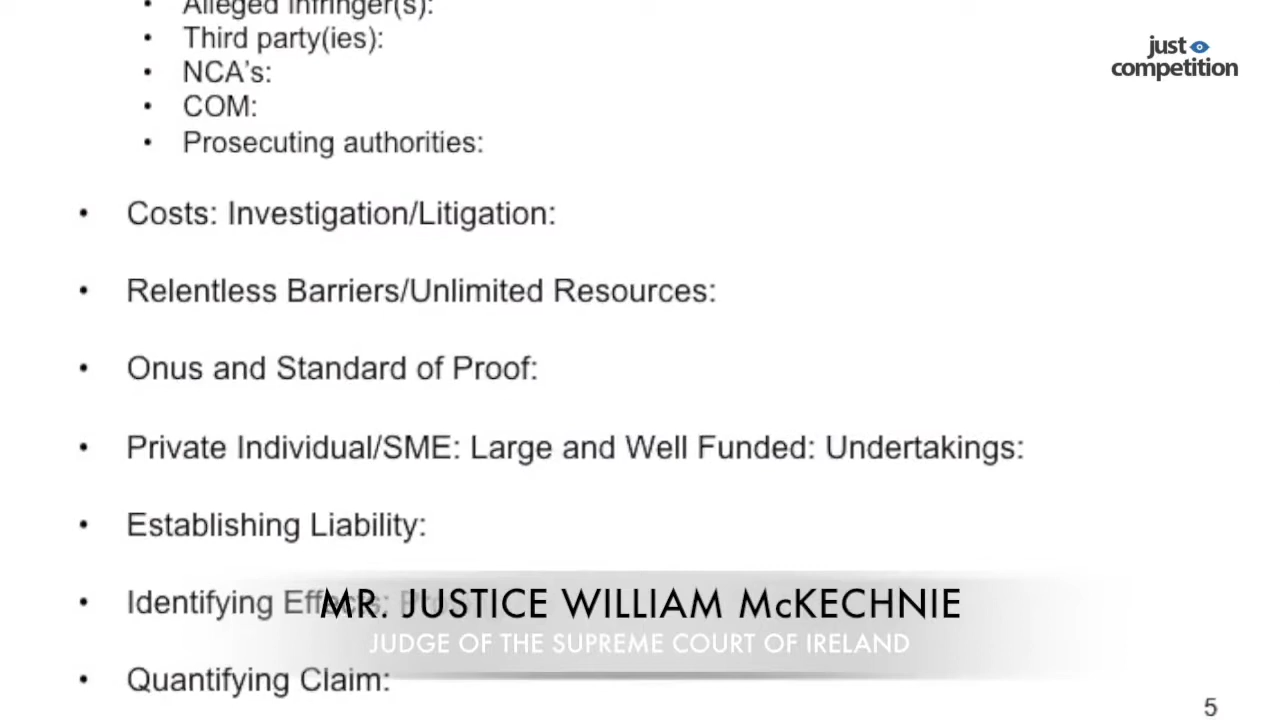 Alleged infringer(s):
just
competition
• Third party(ies):
• NCA's:
• COM:
• Prosecuting authorities:
• Costs: Investigation/Litigation:
• Relentless Barriers/Unlimited Resources:
• Onus and Standard of Proof:
• Private Individual/SME: Large and Well Funded: Undertakings:
• Establishing Liability:
• Identifying Effects:
MR. JUSTICE WILLIAM McKECHNIE
JUDGE OF THE SUPREME COURT OF IRELAND
• Quantifying Claim:
5